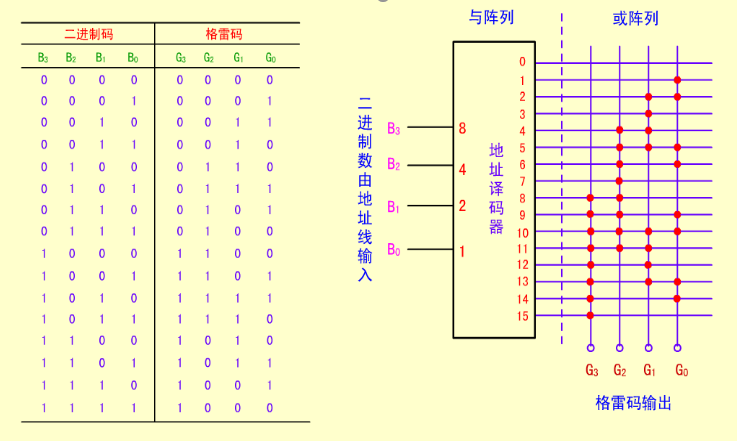 二进制码 格雷码
B₃ B₂ B₁ B₀ G₃ G₂ G₁ G₀
0 0 0 0 0 0 0 0
0 0 0 1 0 0 0 1
0 0 1 0 0 0 1 1
0 0 1 1 0 0 1 0
0 1 0 0 0 1 1 0
0 1 0 1 0 1 1 1
0 1 1 0 0 1 0 1
0 1 1 1 0 1 0 0
1 0 0 0 1 1 0 0
1 0 0 1 1 1 0 1
1 0 1 0 1 1 1 1
1 0 1 1 1 1 1 0
1 1 0 0 1 0 1 0
1 1 0 1 1 0 1 1
1 1 1 0 1 0 0 1
1 1 1 1 1 0 0 0
与阵列 或阵列
二进制数由地址线输入
B₃ 8
B₂ 4
B₁ 2
B₀ 1
地址译码器
0
1
2
3
4
5
6
7
8
9
10
11
12
13
14
15
G₃ G₂ G₁ G₀
格雷码输出